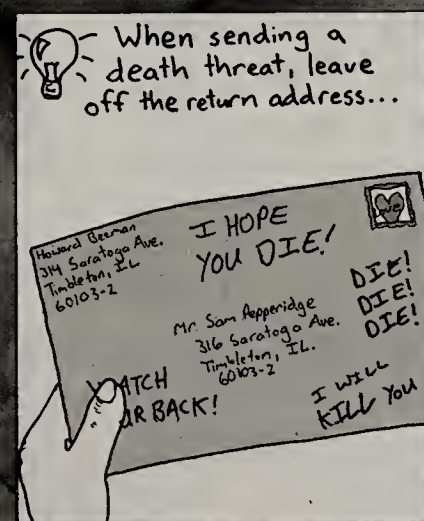 When sending a
death threat, leave
off the return address...
Howard Beeman
314 Saratoga Ave.
Timbleton, IL
60103-2
I HOPE
YOU DIE!
Mr. Sam Pepperidge
316 Saratoga Ave.
Timbleton, IL.
60103-2
DIE!
DIE!
DIE!
ATCH
UR BACK!
I WILL
KILL YOU